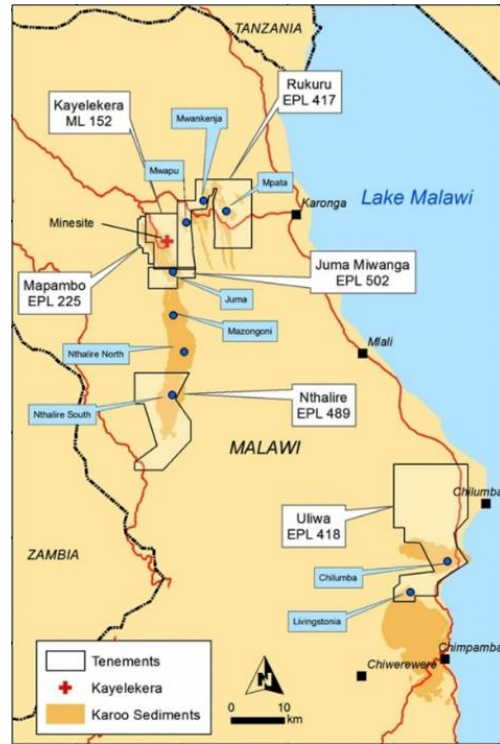 TANZANIA
Rukuru
EPL 417
Kayelekera
ML 152
Mwankenja
Mwapu
Mpata
Karonga
Lake Malawi
Minesite
Mapambo
EPL 225
Juma Miwanga
EPL 502
Juma
Mazongoni
Mlali
Nthalire North
Nthalire
EPL 489
Nthalire South
MALAWI
Uliwa
EPL 418
Chilumba
ZAMBIA
Chilumba
Livingstonia
Chimpamba
Chiwerewere
Tenements
Kayelekera
Karoo Sediments
N
0
10
km